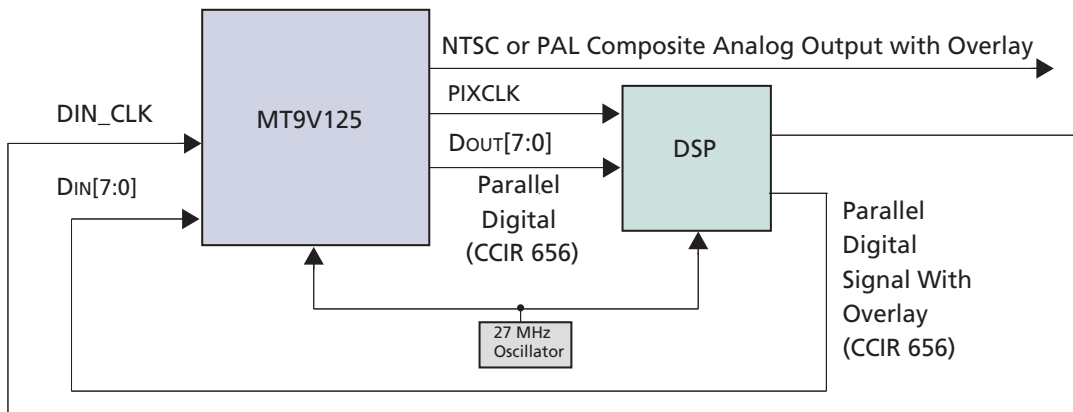 NTSC or PAL Composite Analog Output with Overlay
DIN_CLK
MT9V125
PIXCLK
DOUT[7:0]
DSP
DIN[7:0]
Parallel
Digital
(CCIR 656)
Parallel
Digital
Signal With
Overlay
(CCIR 656)
27 MHz
Oscillator